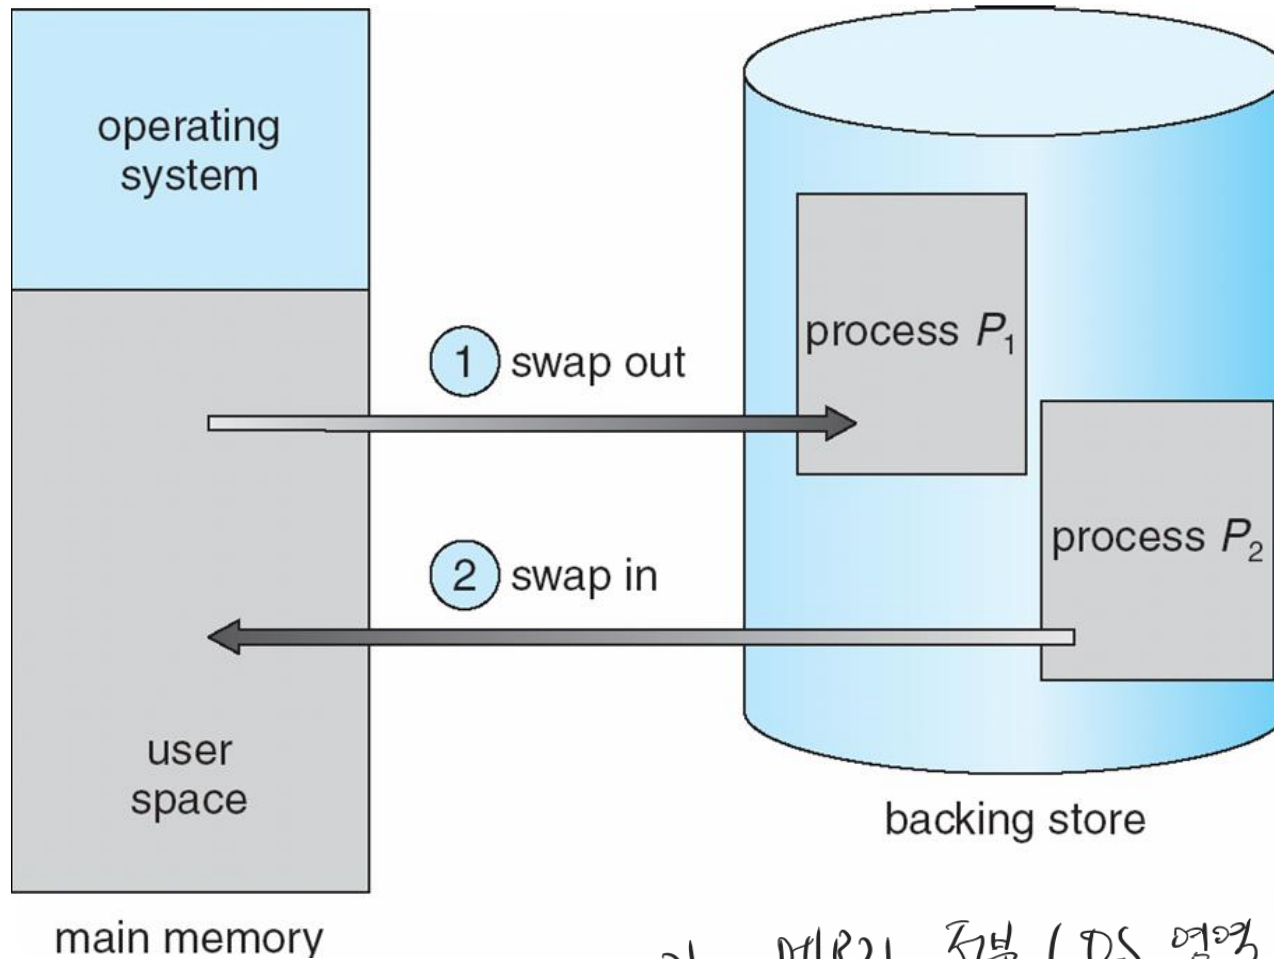 operating
system
1 swap out
process P₁
2 swap in
process P₂
user
space
backing store
main memory
메모리 전부 ( OS 영역